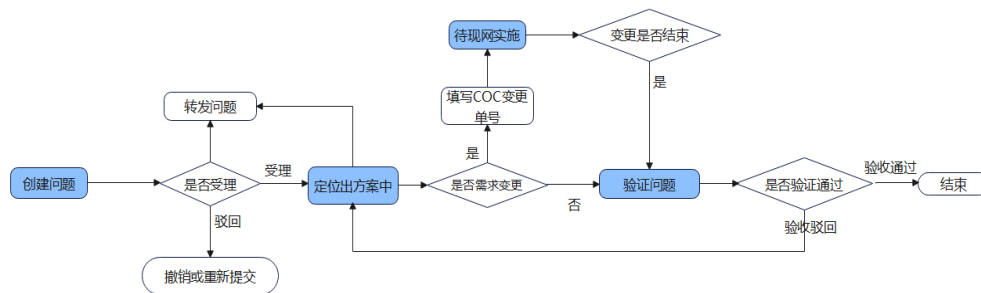 待现网实施
变更是否结束
是
填写COC变更
单号
转发问题
是
验收通过
创建问题
是否受理
受理
定位出方案中
是否需求变更
否
验证问题
是否验证通过
结束
驳回
验收驳回
撤销或重新提交